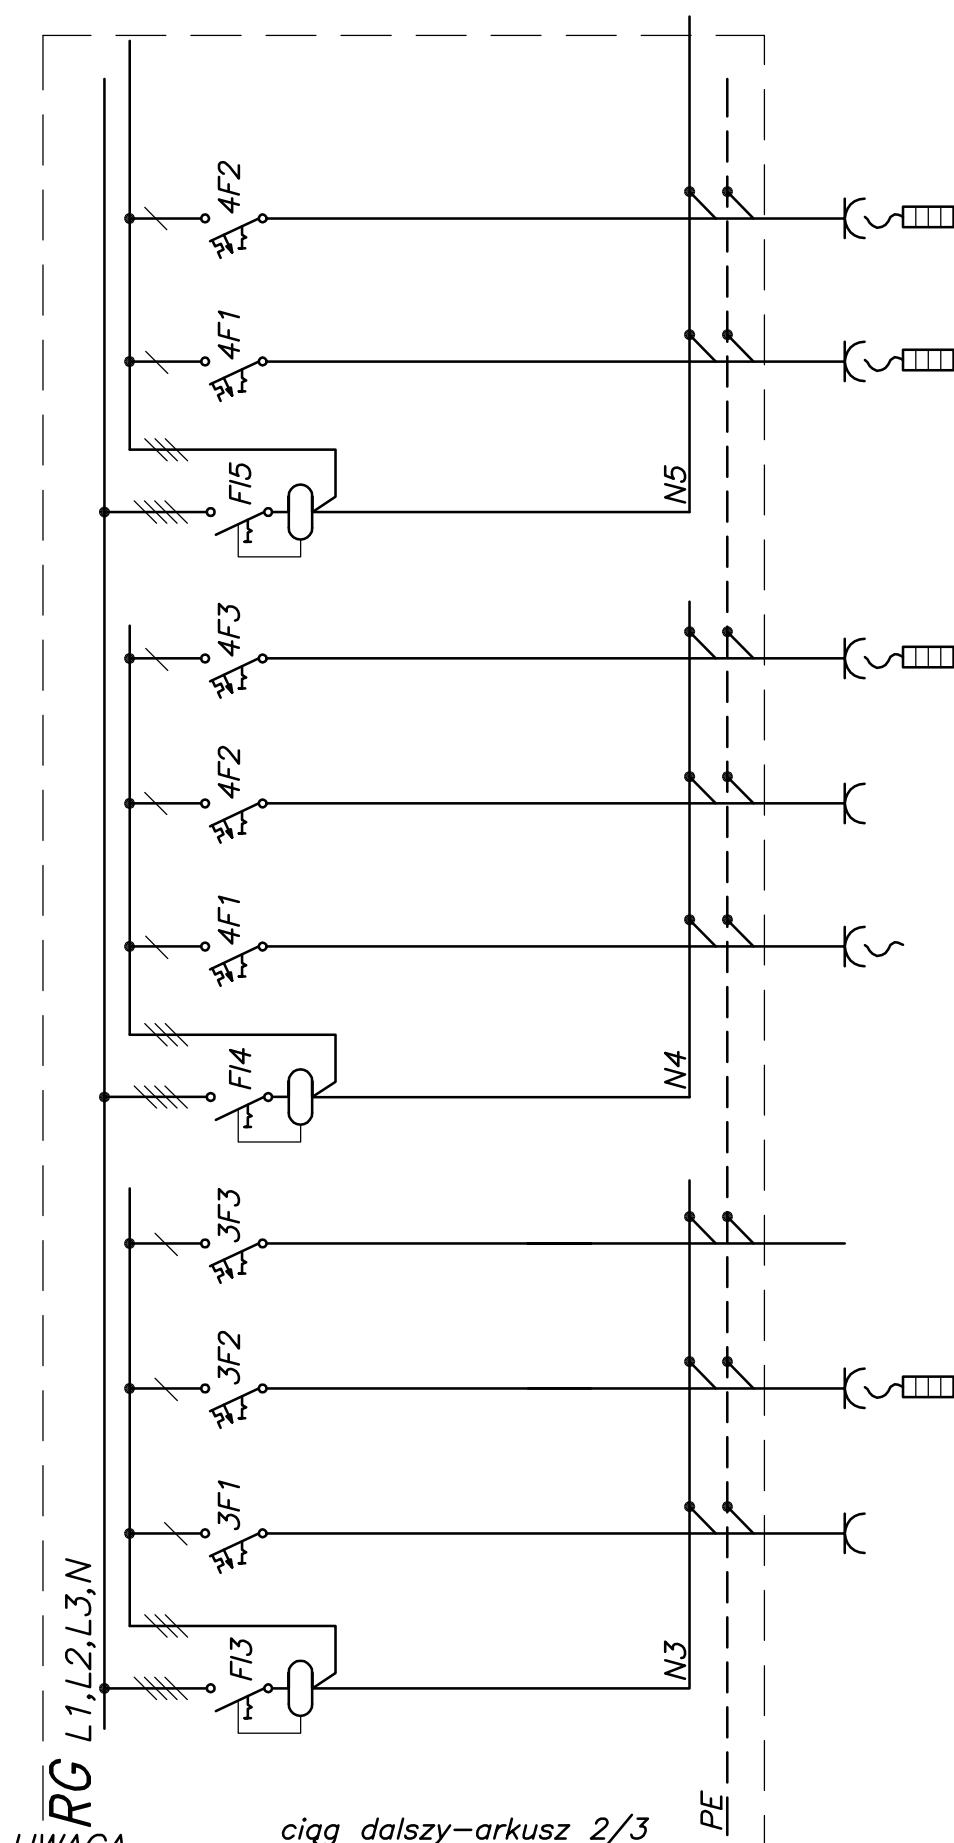 4F2
4F1
FI5
N5
4F3
4F2
4F1
FI4
N4
3F3
3F2
3F1
FI3
N3
L1,L2,L3,N
RG
PE
UWAGA
ciąg dalszy-arkusz 2/3